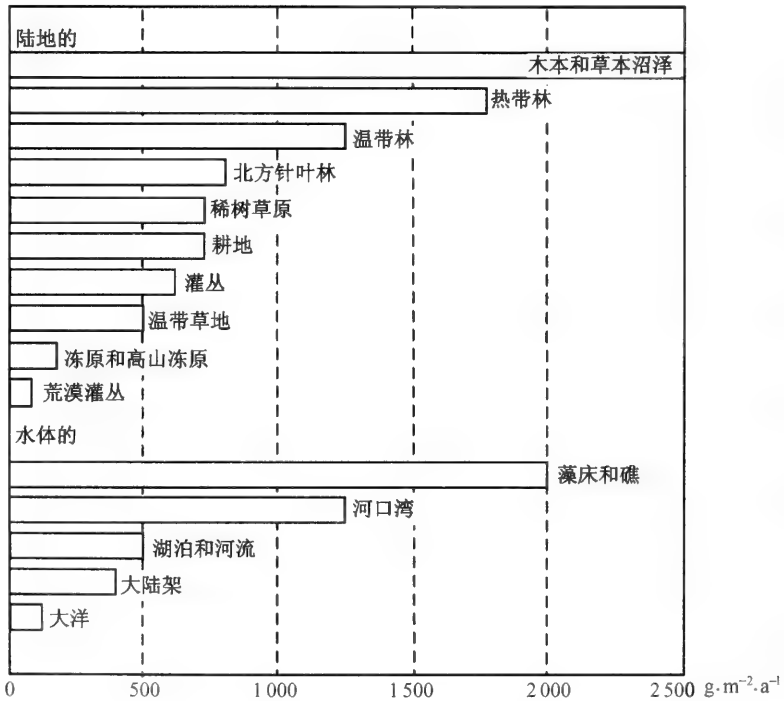 陆地的
木本和草本沼泽
热带林
温带林
北方针叶林
稀树草原
耕地
灌丛
温带草地
冻原和高山冻原
荒漠灌丛
水体的
藻床和礁
河口湾
湖泊和河流
大陆架
大洋
0 500 1 000 1 500 2 000 2 500 g·m⁻²·a⁻¹